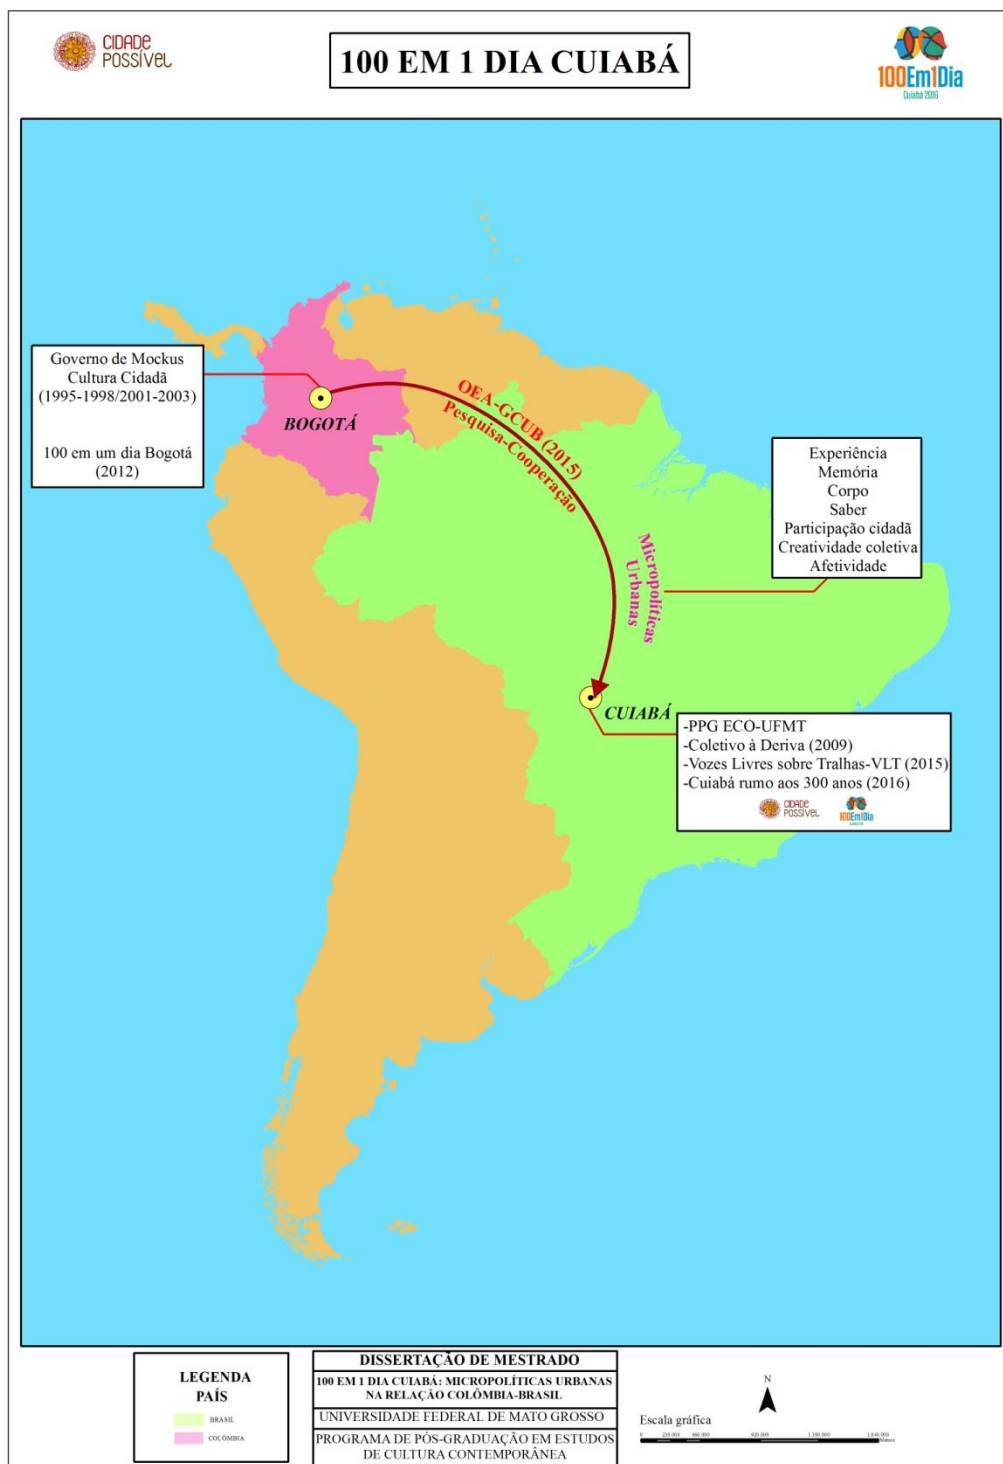 CIDADE
POSSÍVEL
100 EM 1 DIA CUIABÁ
100Em1Dia
Cuiabá 2016
Governo de Mockus
Cultura Cidadã
(1995-1998/2001-2003)
100 em um dia Bogotá
(2012)
BOGOTÁ
OEA-GCUB (2015)
Pesquisa-Cooperação
Micropolíticas
Urbanas
Experiência
Memória
Corpo
Saber
Participação cidadã
Creatividade coletiva
Afetividade
CUIABÁ
-PPG ECO-UFMT
-Coletivo à Deriva (2009)
-Vozes Livres sobre Tralhas-VLT (2015)
-Cuiabá rumo aos 300 anos (2016)
CIDADE
POSSÍVEL
100Em1Dia
LEGENDA
PAÍS
BRASIL
COLÔMBIA
DISSERTAÇÃO DE MESTRADO
100 EM 1 DIA CUIABÁ: MICROPOLÍTICAS URBANAS
NA RELAÇÃO COLÔMBIA-BRASIL
UNIVERSIDADE FEDERAL DE MATO GROSSO
PROGRAMA DE PÓS-GRADUAÇÃO EM ESTUDOS
DE CULTURA CONTEMPORÂNEA
N
Escala gráfica